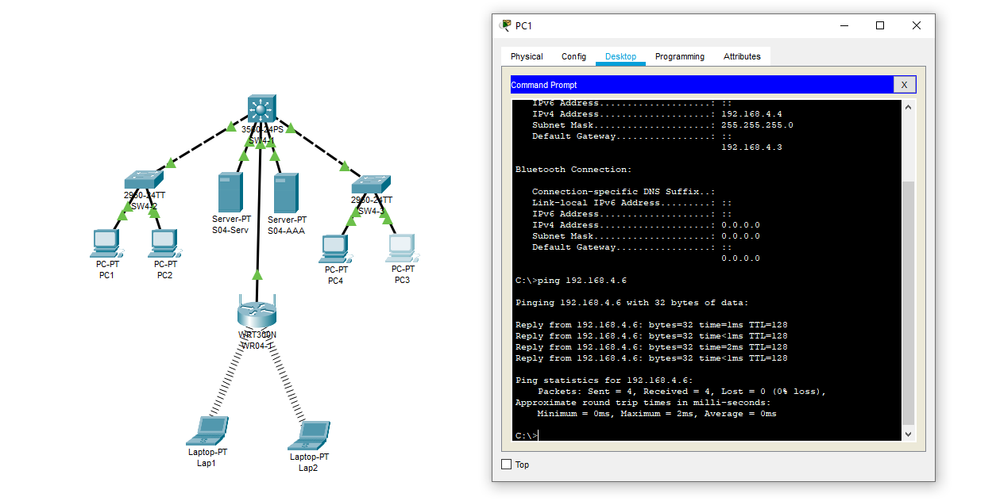 3560-24PS
SW4-1
2960-24TT
SW4-2
Server-PT
S04-Serv
Server-PT
S04-AAA
2960-24TT
SW4-3
PC-PT
PC1
PC-PT
PC2
PC-PT
PC4
PC-PT
PC3
WRT300N
WR04-1
Laptop-PT
Lap1
Laptop-PT
Lap2
PC1
Physical Config Desktop Programming Attributes
Command Prompt X
IPv6 Address....................: ::
IPv4 Address....................: 192.168.4.4
Subnet Mask.....................: 255.255.255.0
Default Gateway.................: ::
192.168.4.3
Bluetooth Connection:
Connection-specific DNS Suffix..:
Link-local IPv6 Address.........: ::
IPv6 Address....................: ::
IPv4 Address....................: 0.0.0.0
Subnet Mask.....................: 0.0.0.0
Default Gateway.................: ::
0.0.0.0
C:\>ping 192.168.4.6
Pinging 192.168.4.6 with 32 bytes of data:
Reply from 192.168.4.6: bytes=32 time=1ms TTL=128
Reply from 192.168.4.6: bytes=32 time<1ms TTL=128
Reply from 192.168.4.6: bytes=32 time=2ms TTL=128
Reply from 192.168.4.6: bytes=32 time<1ms TTL=128
Ping statistics for 192.168.4.6:
Packets: Sent = 4, Received = 4, Lost = 0 (0% loss),
Approximate round trip times in milli-seconds:
Minimum = 0ms, Maximum = 2ms, Average = 0ms
C:\>
Top